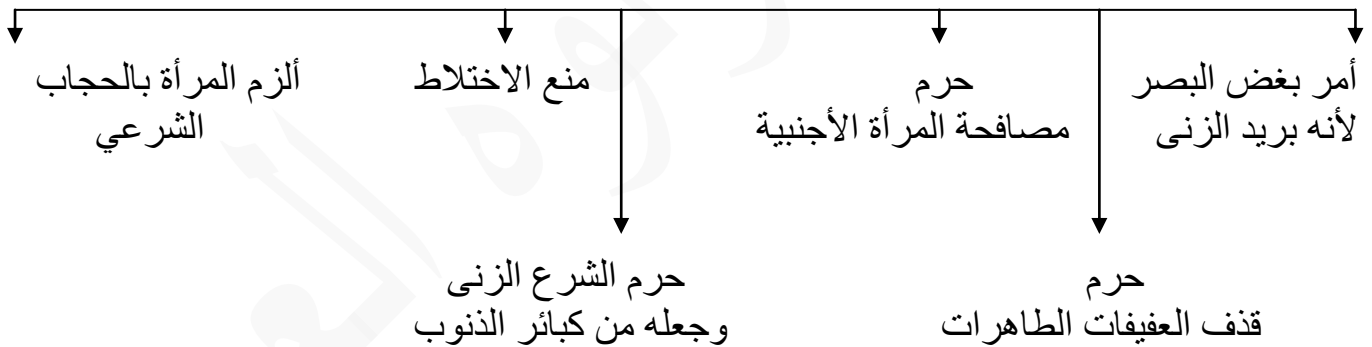 أمر بغض البصر
لأنه بريد الزنى
حرم
مصافحة المرأة الأجنبية
منع الاختلاط
ألزم المرأة بالحجاب
الشرعي
حرم
قذف العفيفات الطاهرات
حرم الشرع الزنى
وجعله من كبائر الذنوب